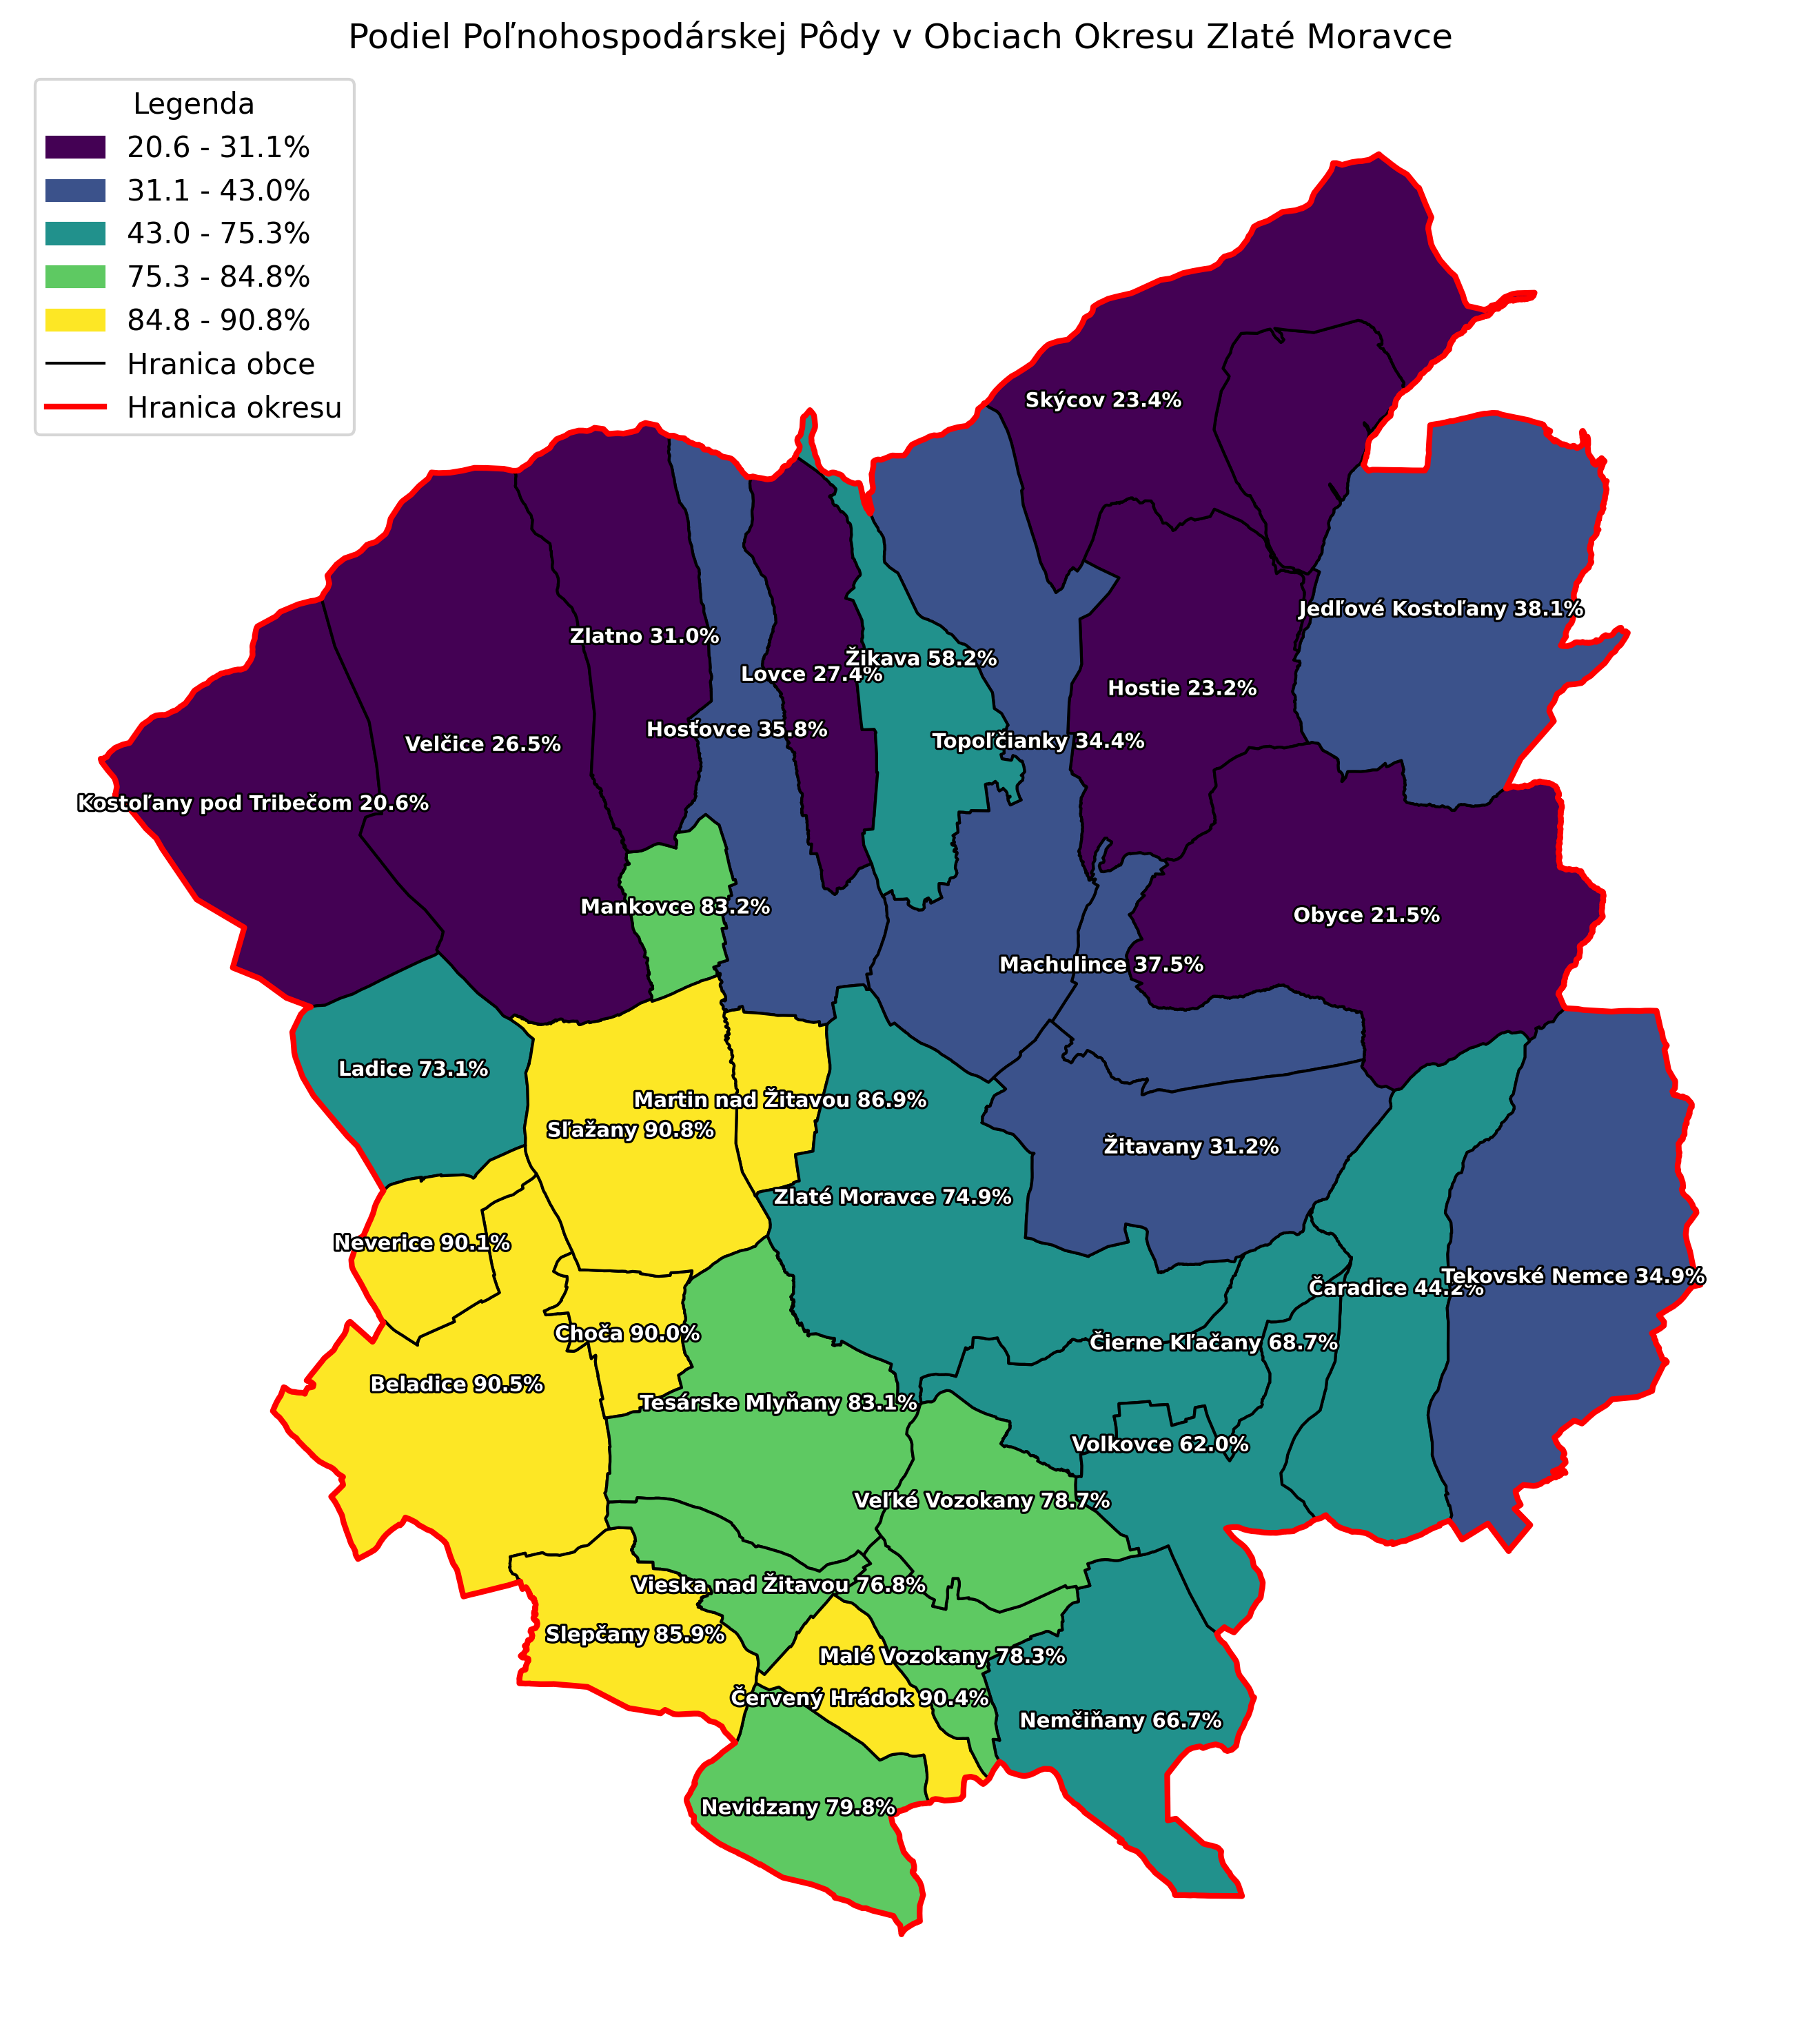 Podiel Poľnohospodárskej Pôdy v Obciach Okresu Zlaté Moravce
Legenda
20.6 - 31.1%
31.1 - 43.0%
43.0 - 75.3%
75.3 - 84.8%
84.8 - 90.8%
Hranica obce
Hranica okresu
Skýcov 23.4%
Jedľové Kostoľany 38.1%
Zlatno 31.0%
Žikava 58.2%
Lovce 27.4%
Hostie 23.2%
Hosťovce 35.8%
Topoľčianky 34.4%
Velčice 26.5%
Kostoľany pod Tribečom 20.6%
Mankovce 83.2%
Obyce 21.5%
Machulince 37.5%
Ladice 73.1%
Martin nad Žitavou 86.9%
Sľažany 90.8%
Žitavany 31.2%
Zlaté Moravce 74.9%
Neverice 90.1%
Tekovské Nemce 34.9%
Čaradice 44.2%
Choča 90.0%
Čierne Kľačany 68.7%
Beladice 90.5%
Tesárske Mlyňany 83.1%
Volkovce 62.0%
Veľké Vozokany 78.7%
Vieska nad Žitavou 76.8%
Slepčany 85.9%
Malé Vozokany 78.3%
Červený Hrádok 90.4%
Nemčiňany 66.7%
Nevidzany 79.8%